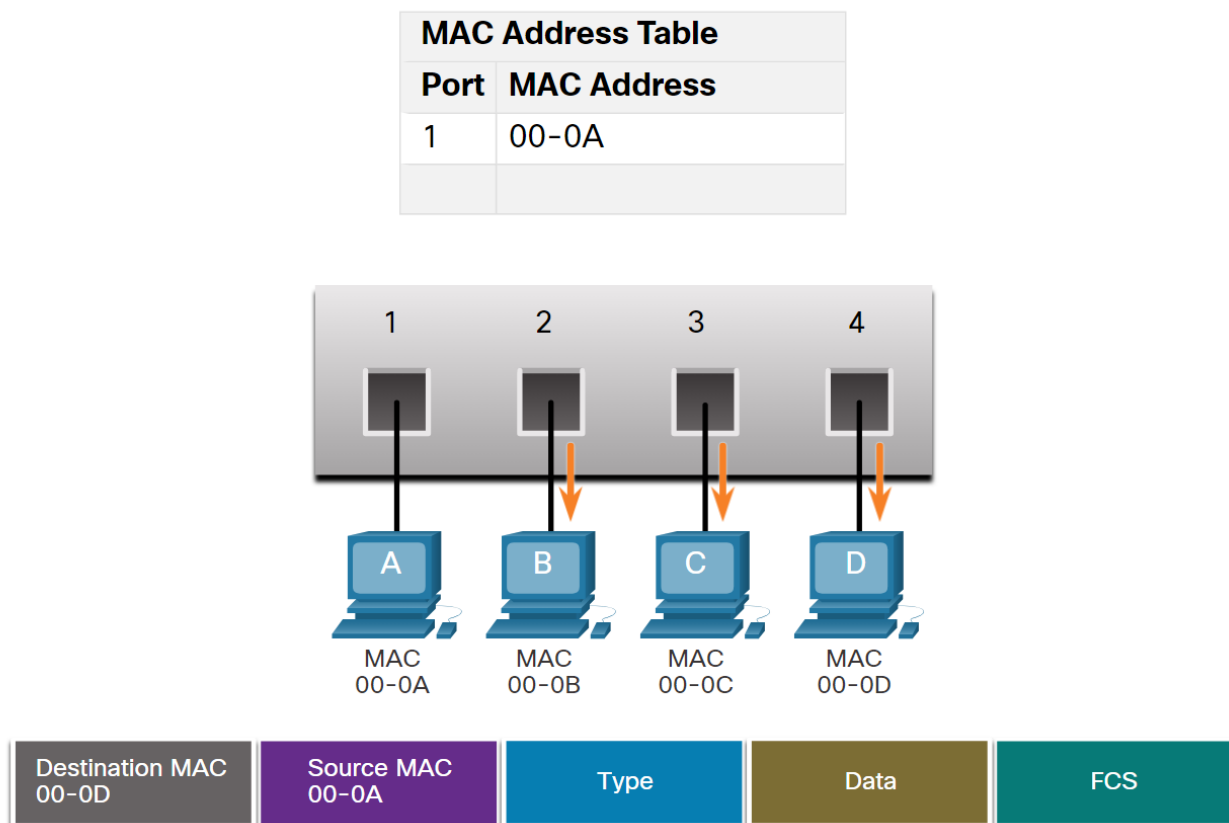 MAC Address Table
Port MAC Address
1 00-0A
1 2 3 4
A B C D
MAC MAC MAC MAC
00-0A 00-0B 00-0C 00-0D
Destination MAC Source MAC Type Data FCS
00-0D 00-0A